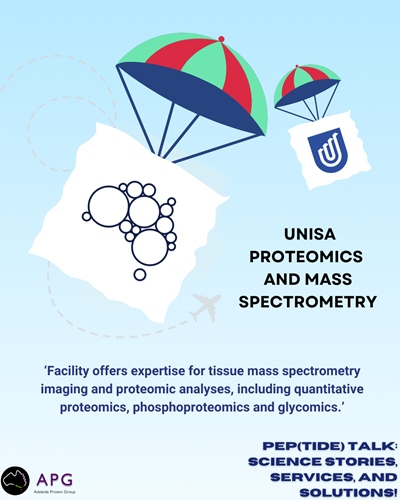 UNISA
PROTEOMICS
AND MASS
SPECTROMETRY
‘Facility offers expertise for tissue mass spectrometry
imaging and proteomic analyses, including quantitative
proteomics, phosphoproteomics and glycomics.’
APG
Adelaide Protein Group
PEP(TIDE) TALK:
SCIENCE STORIES,
SERVICES, AND
SOLUTIONS!